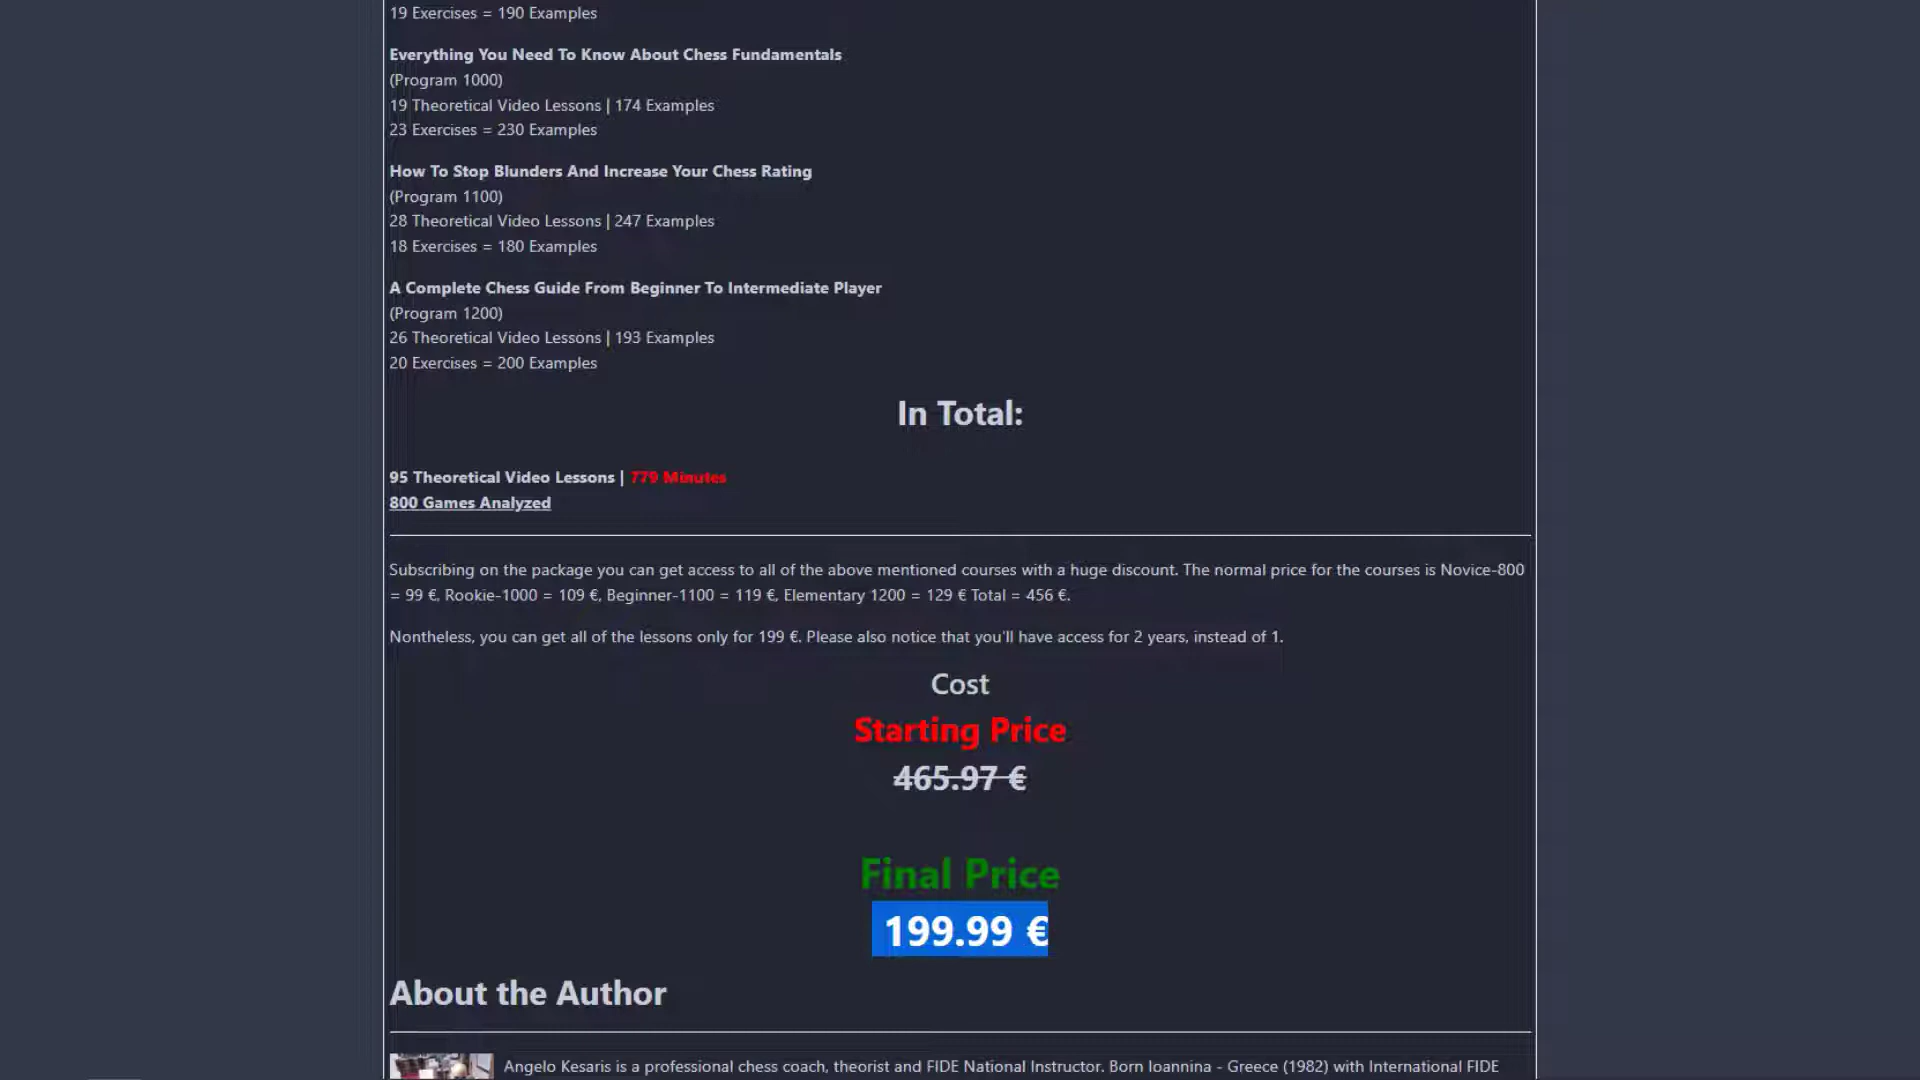 19 Exercises = 190 Examples
Everything You Need To Know About Chess Fundamentals
(Program 1000)
19 Theoretical Video Lessons | 174 Examples
23 Exercises = 230 Examples
How To Stop Blunders And Increase Your Chess Rating
(Program 1100)
28 Theoretical Video Lessons | 247 Examples
18 Exercises = 180 Examples
A Complete Chess Guide From Beginner To Intermediate Player
(Program 1200)
26 Theoretical Video Lessons | 193 Examples
20 Exercises = 200 Examples
In Total:
95 Theoretical Video Lessons | 779 Minutes
800 Games Analyzed
Subscribing on the package you can get access to all of the above mentioned courses with a huge discount. The normal price for the courses is Novice-800
= 99 €, Rookie-1000 = 109 €, Beginner-1100 = 119 €, Elementary 1200 = 129 € Total = 456 €.
Nontheless, you can get all of the lessons only for 199 €. Please also notice that you'll have access for 2 years, instead of 1.
Cost
Starting Price
465.97 €
Final Price
199.99 €
About the Author
Angelo Kesaris is a professional chess coach, theorist and FIDE National Instructor. Born Ioannina - Greece (1982) with International FIDE